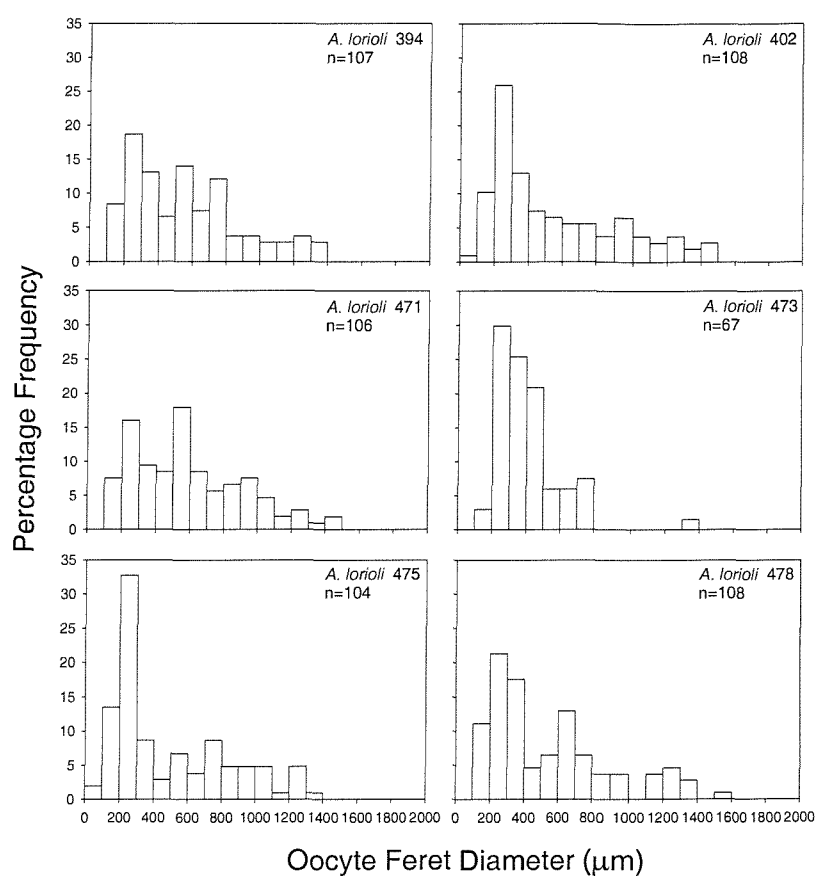 35
30
25
20
15
10
5
0
A. lorioli 394
n=107
A. lorioli 402
n=108
Percentage Frequency
35
30
25
20
15
10
5
0
A. lorioli 471
n=106
A. lorioli 473
n=67
35
30
25
20
15
10
5
0
A. lorioli 475
n=104
A. lorioli 478
n=108
0 200 400 600 800 1000 1200 1400 1600 1800 2000
0 200 400 600 800 1000 1200 1400 1600 1800 2000
Oocyte Feret Diameter (μm)